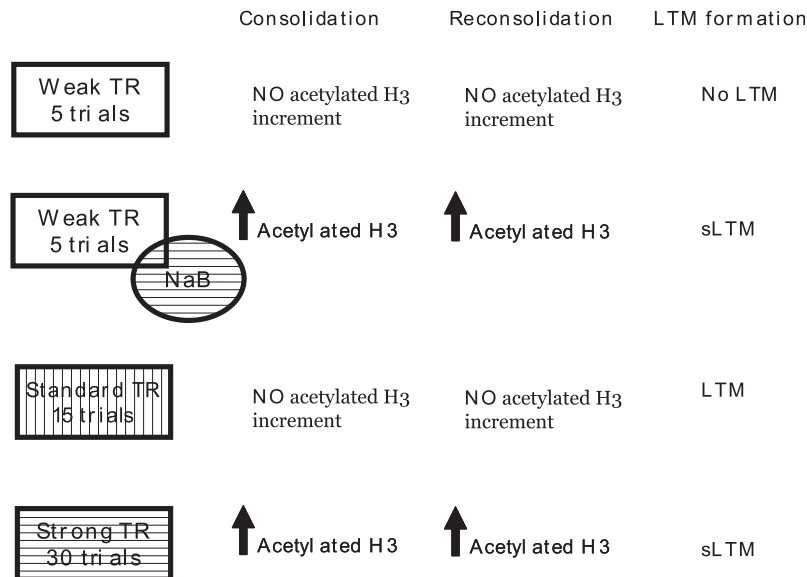 Consolidation Reconsolidation LTM formation
Weak TR
5 trials
NO acetylated H3
increment
NO acetylated H3
increment
No LTM
Weak TR
5 trials
NaB
Acetylated H3
Acetylated H3
sLTM
Standard TR
15 trials
NO acetylated H3
increment
NO acetylated H3
increment
LTM
Strong TR
30 trials
Acetylated H3
Acetylated H3
sLTM